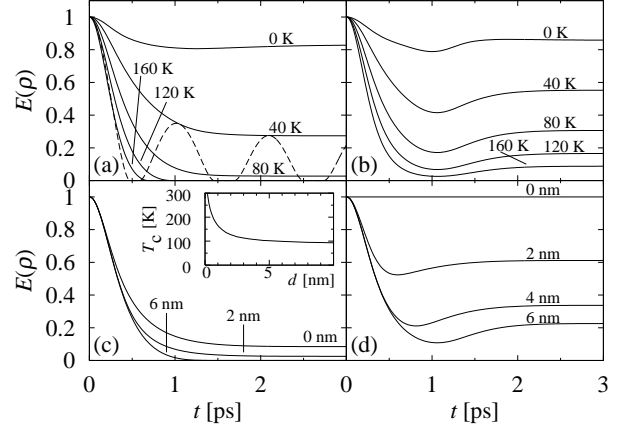 1
0.8
0.6
0.4
0.2
0
E(ρ)
0 K
160 K
120 K
40 K
80 K
(a)
0 K
40 K
80 K
160 K
120 K
(b)
1
0.8
0.6
0.4
0.2
0
E(ρ)
300
200
100
0
T_c [K]
0
5
d [nm]
6 nm
2 nm
0 nm
(c)
0 nm
2 nm
4 nm
6 nm
(d)
0
1
2
0
1
2
3
t [ps]
t [ps]